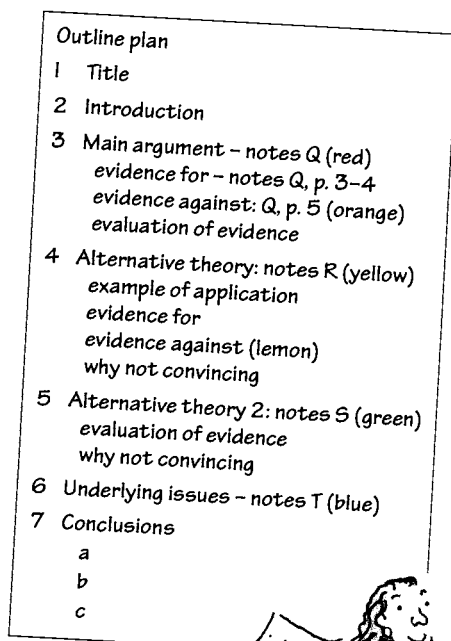 Outline plan
1 Title
2 Introduction
3 Main argument – notes Q (red)
evidence for – notes Q, p. 3–4
evidence against: Q, p. 5 (orange)
evaluation of evidence
4 Alternative theory: notes R (yellow)
example of application
evidence for
evidence against (lemon)
why not convincing
5 Alternative theory 2: notes S (green)
evaluation of evidence
why not convincing
6 Underlying issues – notes T (blue)
7 Conclusions
a
b
c